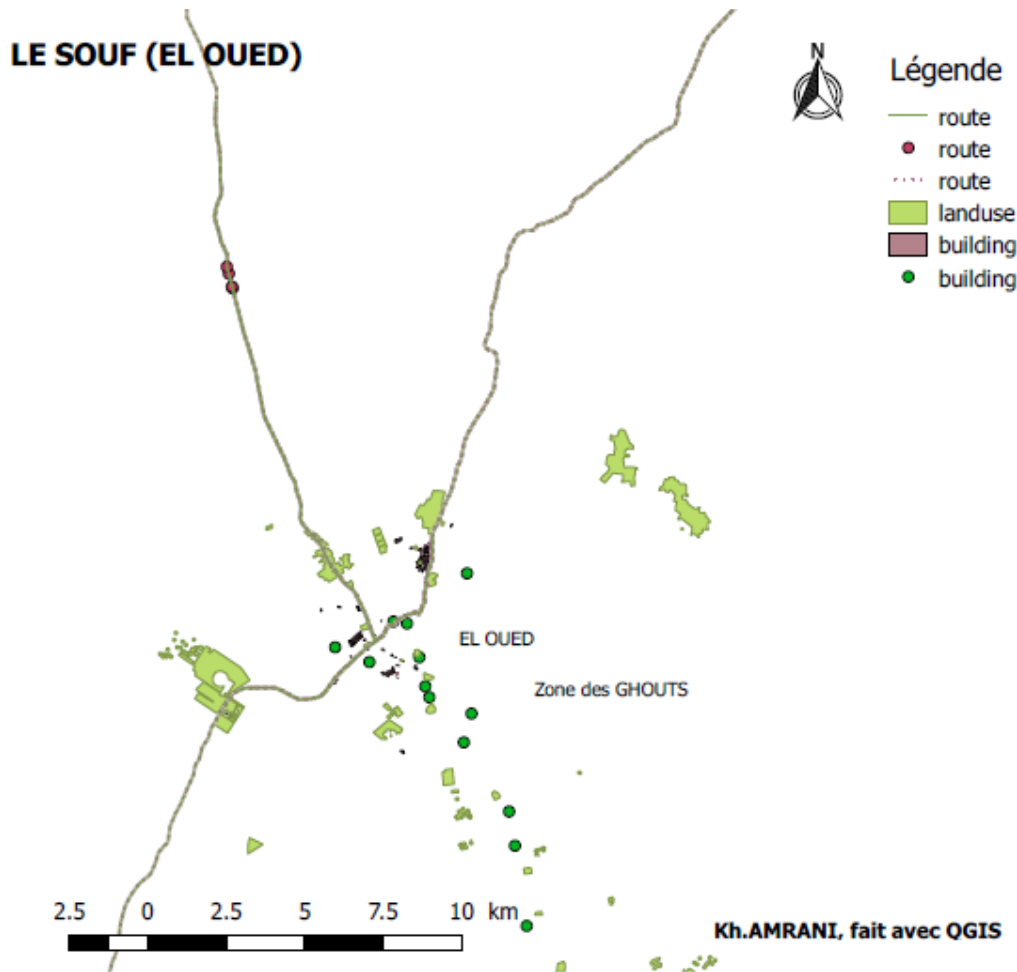 LE SOUF (EL OUED)
N
Légende
route
route
route
landuse
building
building
EL OUED
Zone des GHOUTS
2.5 0 2.5 5 7.5 10 km
Kh.AMRANI, fait avec QGIS